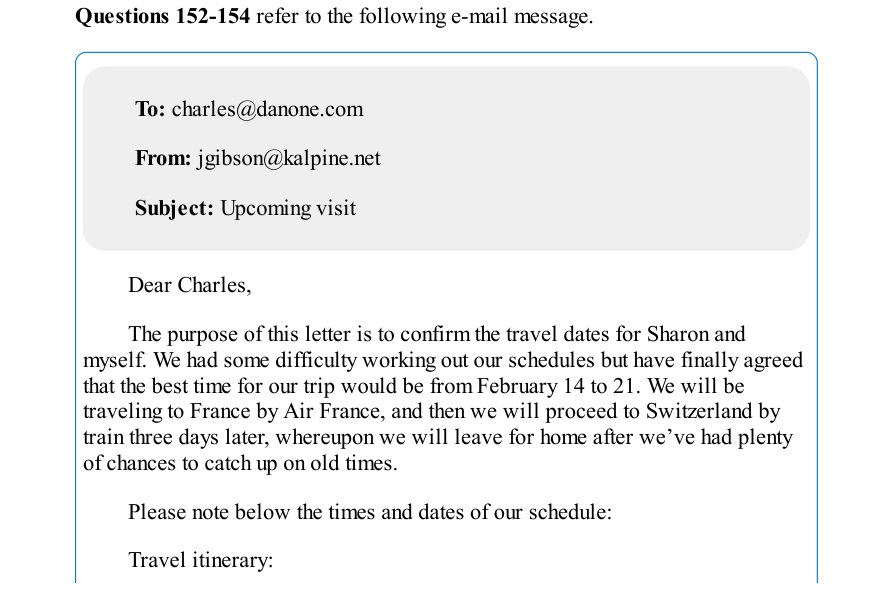 Questions 152-154 refer to the following e-mail message.
To: charles@danone.com
From: jgibson@kalpine.net
Subject: Upcoming visit
Dear Charles,
The purpose of this letter is to confirm the travel dates for Sharon and
myself. We had some difficulty working out our schedules but have finally agreed
that the best time for our trip would be from February 14 to 21. We will be
traveling to France by Air France, and then we will proceed to Switzerland by
train three days later, whereupon we will leave for home after we’ve had plenty
of chances to catch up on old times.
Please note below the times and dates of our schedule:
Travel itinerary: